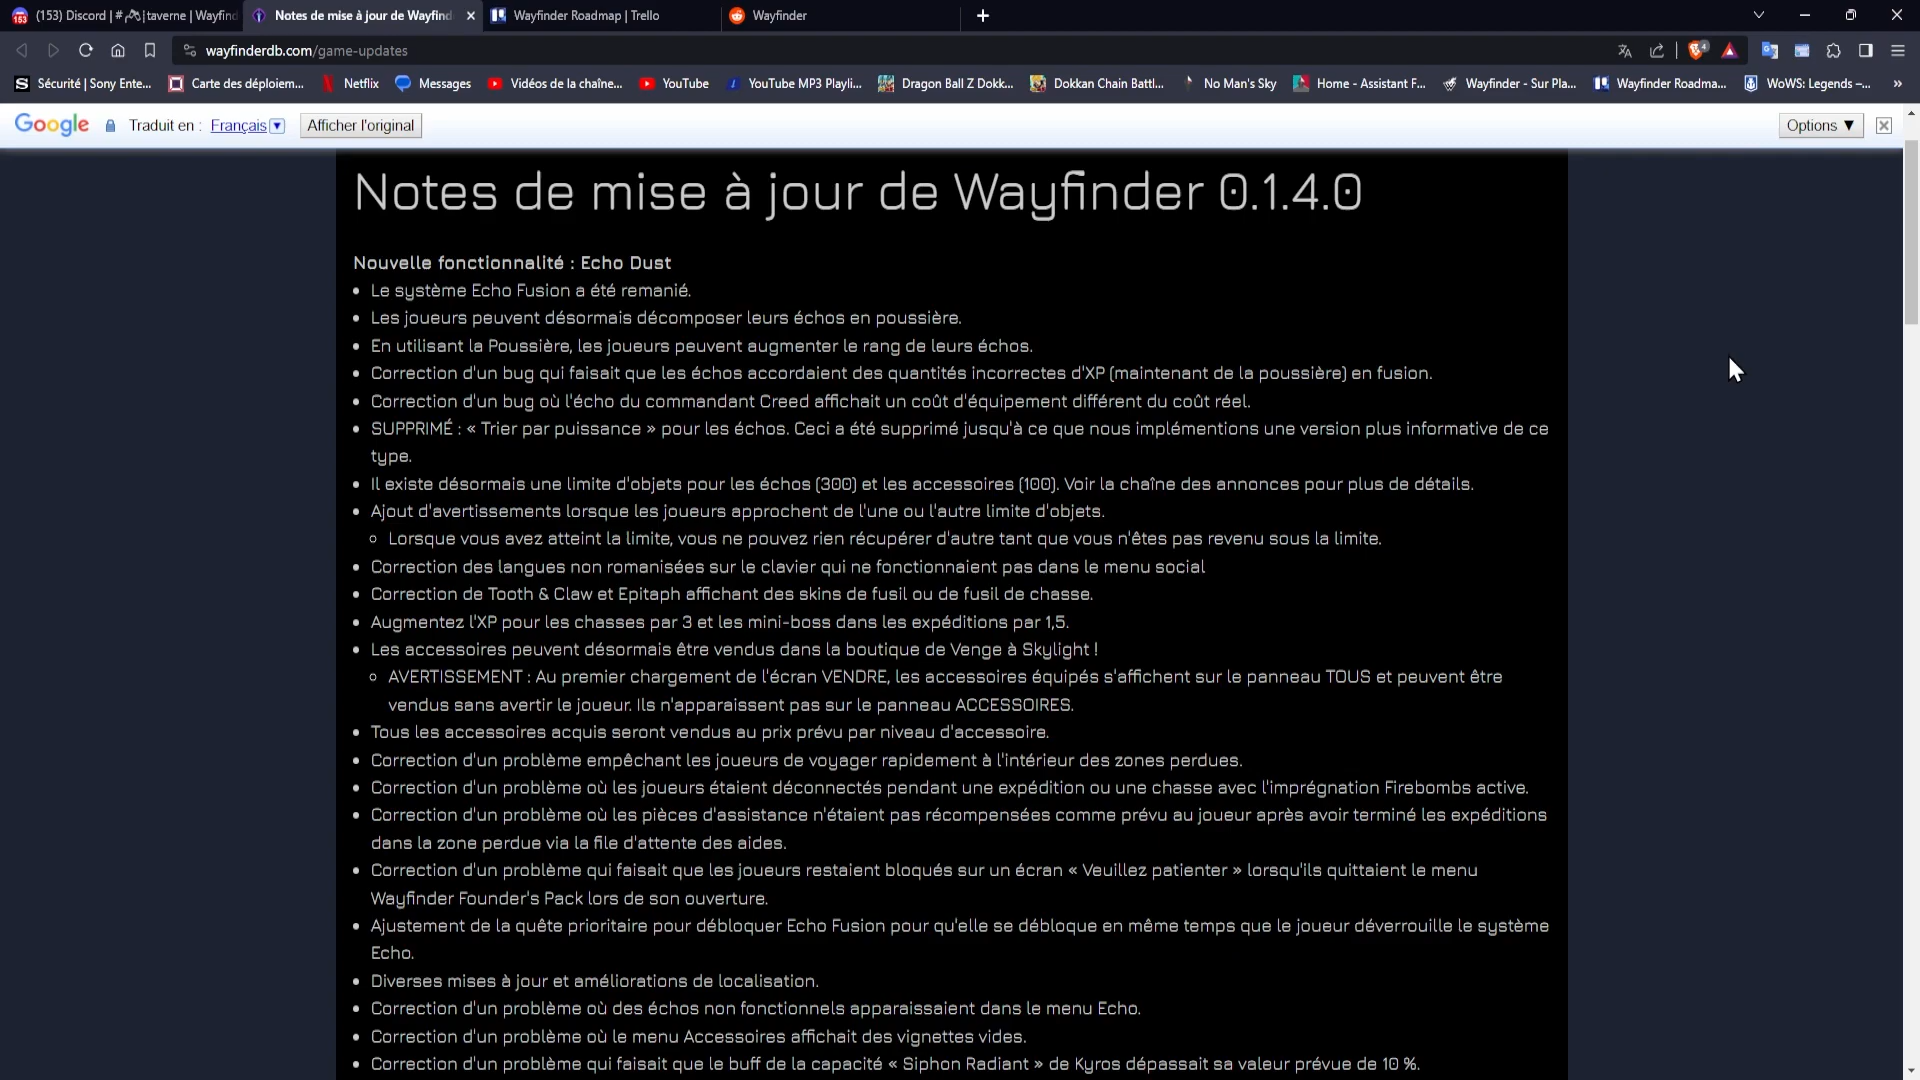 153 (153) Discord | # | taverne | Wayfind
Notes de mise à jour de Wayfind
Wayfinder Roadmap | Trello
Wayfinder
wayfinderdb.com/game-updates
4
Sécurité | Sony Ente...
Carte des déploiem...
Netflix
Messages
Vidéos de la chaîne...
YouTube
YouTube MP3 Playli...
Dragon Ball Z Dokk...
Dokkan Chain Battl...
No Man's Sky
Home - Assistant F...
Wayfinder - Sur Pla...
Wayfinder Roadma...
WoWS: Legends –...
»
Google Traduit en : Français ▼ Afficher l'original
Options ▼
Notes de mise à jour de Wayfinder 0.1.4.0
Nouvelle fonctionnalité : Echo Dust
• Le système Echo Fusion a été remanié.
• Les joueurs peuvent désormais décomposer leurs échos en poussière.
• En utilisant la Poussière, les joueurs peuvent augmenter le rang de leurs échos.
• Correction d'un bug qui faisait que les échos accordaient des quantités incorrectes d'XP (maintenant de la poussière) en fusion.
• Correction d'un bug où l'écho du commandant Creed affichait un coût d'équipement différent du coût réel.
• SUPPRIMÉ : « Trier par puissance » pour les échos. Ceci a été supprimé jusqu'à ce que nous implémentions une version plus informative de ce
type.
• Il existe désormais une limite d'objets pour les échos (300) et les accessoires (100). Voir la chaîne des annonces pour plus de détails.
• Ajout d'avertissements lorsque les joueurs approchent de l'une ou l'autre limite d'objets.
○ Lorsque vous avez atteint la limite, vous ne pouvez rien récupérer d'autre tant que vous n'êtes pas revenu sous la limite.
• Correction des langues non romanisées sur le clavier qui ne fonctionnaient pas dans le menu social
• Correction de Tooth & Claw et Epitaph affichant des skins de fusil ou de fusil de chasse.
• Augmentez l'XP pour les chasses par 3 et les mini-boss dans les expéditions par 1,5.
• Les accessoires peuvent désormais être vendus dans la boutique de Venge à Skylight !
○ AVERTISSEMENT : Au premier chargement de l'écran VENDRE, les accessoires équipés s'affichent sur le panneau TOUS et peuvent être
vendus sans avertir le joueur. Ils n'apparaissent pas sur le panneau ACCESSOIRES.
• Tous les accessoires acquis seront vendus au prix prévu par niveau d'accessoire.
• Correction d'un problème empêchant les joueurs de voyager rapidement à l'intérieur des zones perdues.
• Correction d'un problème où les joueurs étaient déconnectés pendant une expédition ou une chasse avec l'imprégnation Firebombs active.
• Correction d'un problème où les pièces d'assistance n'étaient pas récompensées comme prévu au joueur après avoir terminé les expéditions
dans la zone perdue via la file d'attente des aides.
• Correction d'un problème qui faisait que les joueurs restaient bloqués sur un écran « Veuillez patienter » lorsqu'ils quittaient le menu
Wayfinder Founder's Pack lors de son ouverture.
• Ajustement de la quête prioritaire pour débloquer Echo Fusion pour qu'elle se débloque en même temps que le joueur déverrouille le système
Echo.
• Diverses mises à jour et améliorations de localisation.
• Correction d'un problème où des échos non fonctionnels apparaissaient dans le menu Echo.
• Correction d'un problème où le menu Accessoires affichait des vignettes vides.
• Correction d'un problème qui faisait que le buff de la capacité « Siphon Radiant » de Kyros dépassait sa valeur prévue de 10 %.